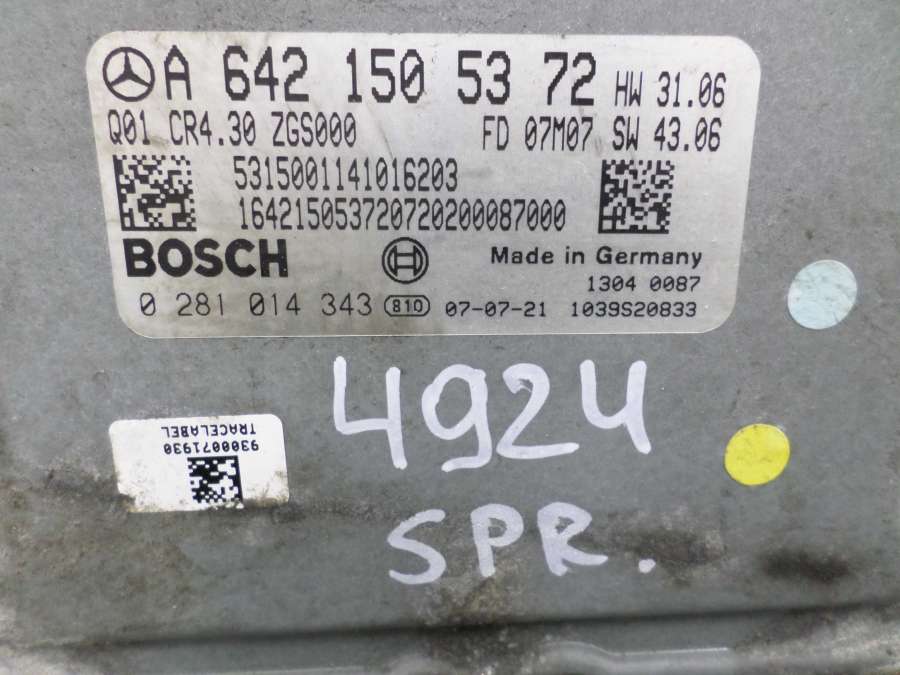 A 642 150 53 72 HW 31.06
Q01 CR4.30 ZGS000 FD 07M07 SW 43.06
5315001141016203
16421505372072020087000
BOSCH Made in Germany
1304 0087
0 281 014 343 810 07-07-21 1039S20833
4924
SPR.
9300071930
TRACELABEL